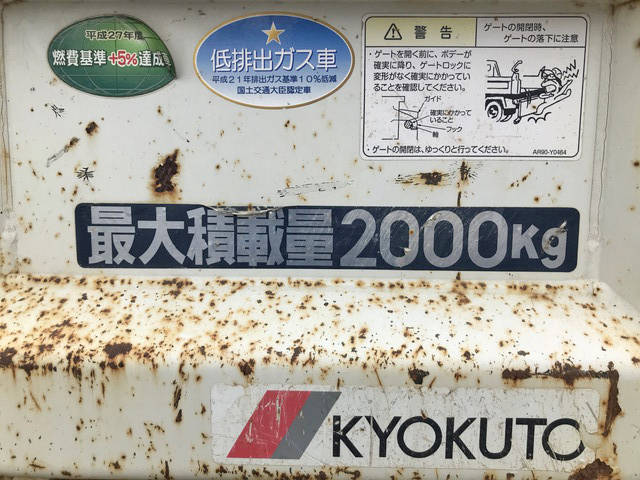 平成27年度
燃費基準+5%達成車
低排出ガス車
平成21年排出ガス基準10%低減
国土交通大臣認定車
警告
ゲートの開閉時、
ゲートの落下に注意
・ゲートを開く前に、ボデーが
確実に降り、ゲートロックに
変形がなく確実にかかってい
ることを確認してください。
ガイド
確実にかかって
いること
フック
軸
・ゲートの開閉は、ゆっくりと行ってください。
AR90-Y0484
最大積載量2000Kg
KYOKUTO